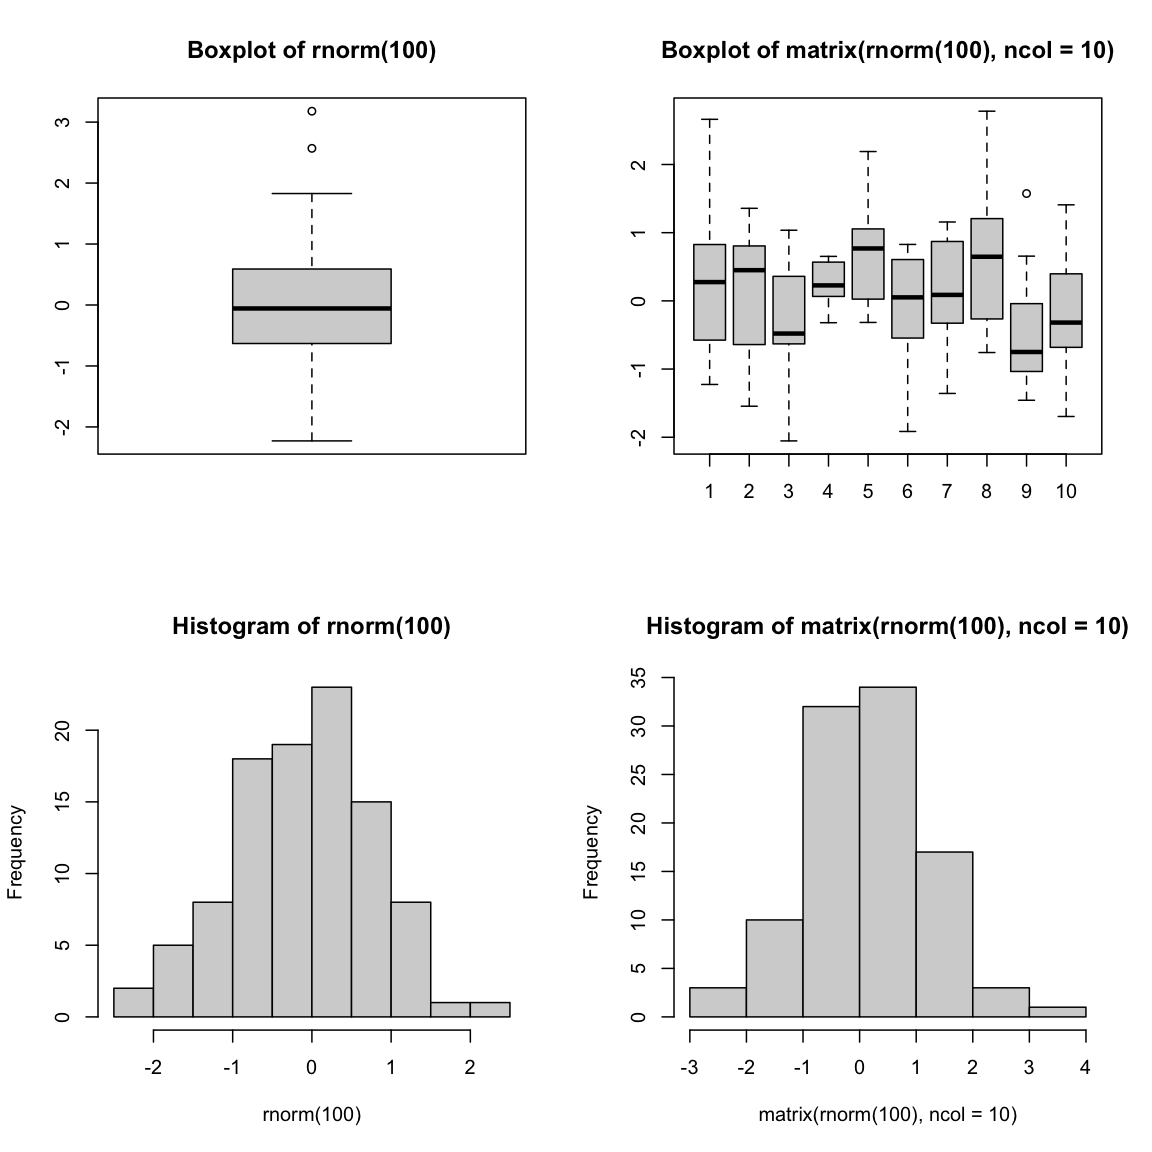 Boxplot of rnorm(100)
3
2
1
0
-1
-2
Boxplot of matrix(rnorm(100), ncol = 10)
2
1
0
-1
-2
1 2 3 4 5 6 7 8 9 10
Histogram of rnorm(100)
Frequency
20
15
10
5
0
-2 -1 0 1 2
rnorm(100)
Histogram of matrix(rnorm(100), ncol = 10)
Frequency
35
30
25
20
15
10
5
0
-3 -2 -1 0 1 2 3 4
matrix(rnorm(100), ncol = 10)